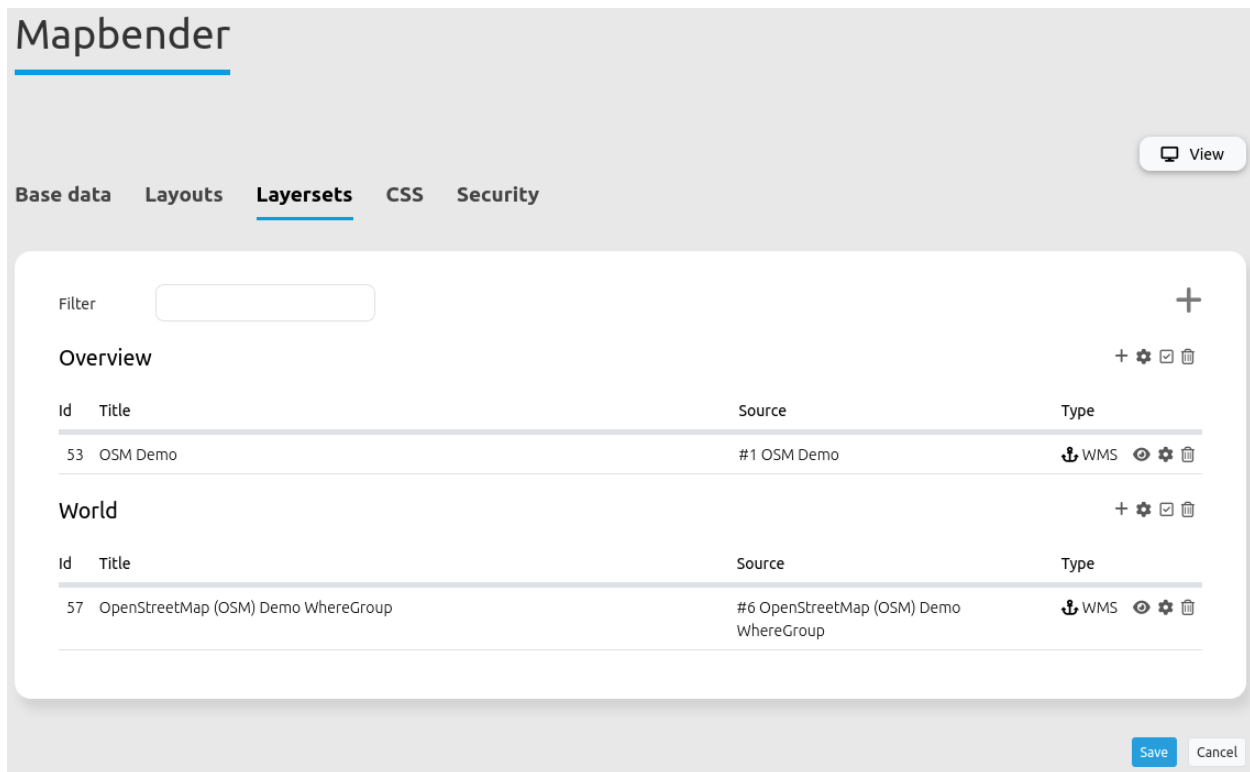 Mapbender
View
Base data Layouts Layersets CSS Security
Filter
Overview
Id Title Source Type
53 OSM Demo #1 OSM Demo WMS
World
Id Title Source Type
57 OpenStreetMap (OSM) Demo WhereGroup #6 OpenStreetMap (OSM) Demo WMS
WhereGroup
Save Cancel